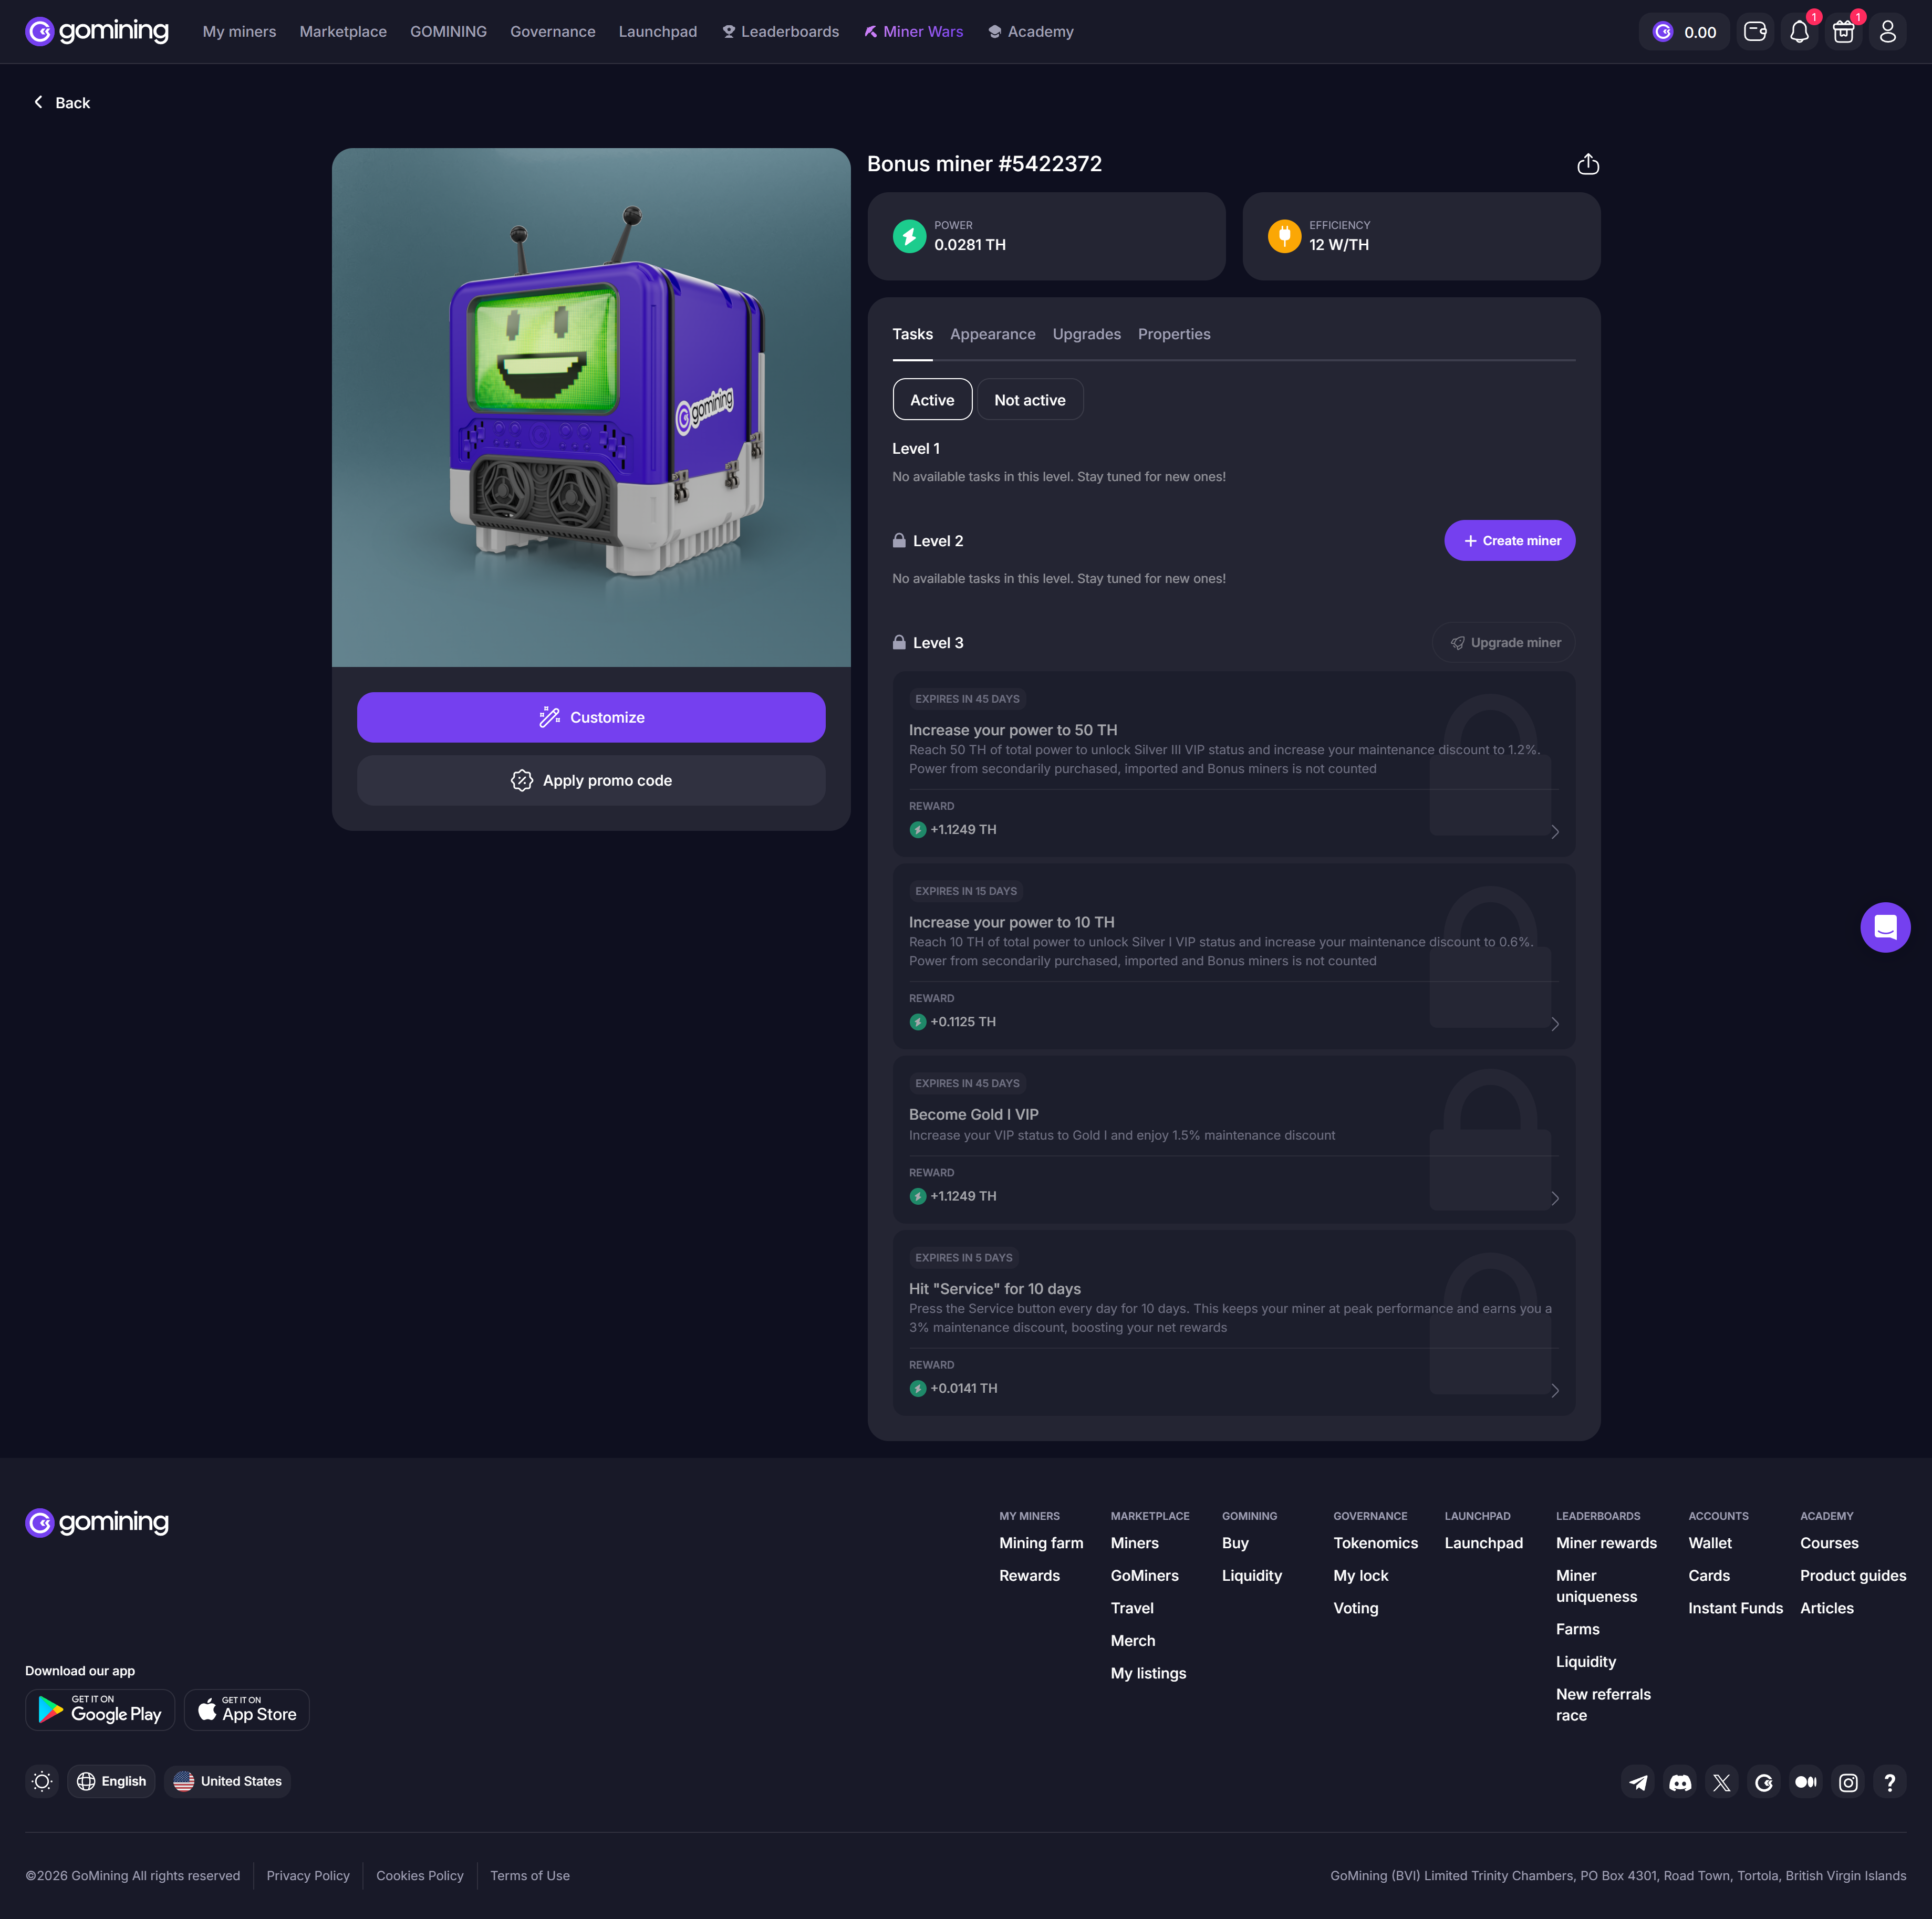 gomining
My miners
Marketplace
GOMINING
Governance
Launchpad
Leaderboards
Miner Wars
Academy
0.00
1
1
Back
gomining
Customize
Apply promo code
Bonus miner #5422372
POWER
0.0281 TH
EFFICIENCY
12 W/TH
Tasks
Appearance
Upgrades
Properties
Active
Not active
Level 1
No available tasks in this level. Stay tuned for new ones!
Level 2
Create miner
No available tasks in this level. Stay tuned for new ones!
Level 3
Upgrade miner
EXPIRES IN 45 DAYS
Increase your power to 50 TH
Reach 50 TH of total power to unlock Silver III VIP status and increase your maintenance discount to 1.2%.
Power from secondarily purchased, imported and Bonus miners is not counted
REWARD
+1.1249 TH
EXPIRES IN 15 DAYS
Increase your power to 10 TH
Reach 10 TH of total power to unlock Silver I VIP status and increase your maintenance discount to 0.6%.
Power from secondarily purchased, imported and Bonus miners is not counted
REWARD
+0.1125 TH
EXPIRES IN 45 DAYS
Become Gold I VIP
Increase your VIP status to Gold I and enjoy 1.5% maintenance discount
REWARD
+1.1249 TH
EXPIRES IN 5 DAYS
Hit "Service" for 10 days
Press the Service button every day for 10 days. This keeps your miner at peak performance and earns you a
3% maintenance discount, boosting your net rewards
REWARD
+0.0141 TH
gomining
MY MINERS
Mining farm
Rewards
MARKETPLACE
Miners
GoMiners
Travel
Merch
My listings
GOMINING
Buy
Liquidity
GOVERNANCE
Tokenomics
My lock
Voting
LAUNCHPAD
Launchpad
LEADERBOARDS
Miner rewards
Miner
uniqueness
Farms
Liquidity
New referrals
race
ACCOUNTS
Wallet
Cards
Instant Funds
ACADEMY
Courses
Product guides
Articles
Download our app
GET IT ON
Google Play
GET IT ON
App Store
English
United States
©2026 GoMining All rights reserved
Privacy Policy
Cookies Policy
Terms of Use
GoMining (BVI) Limited Trinity Chambers, PO Box 4301, Road Town, Tortola, British Virgin Islands